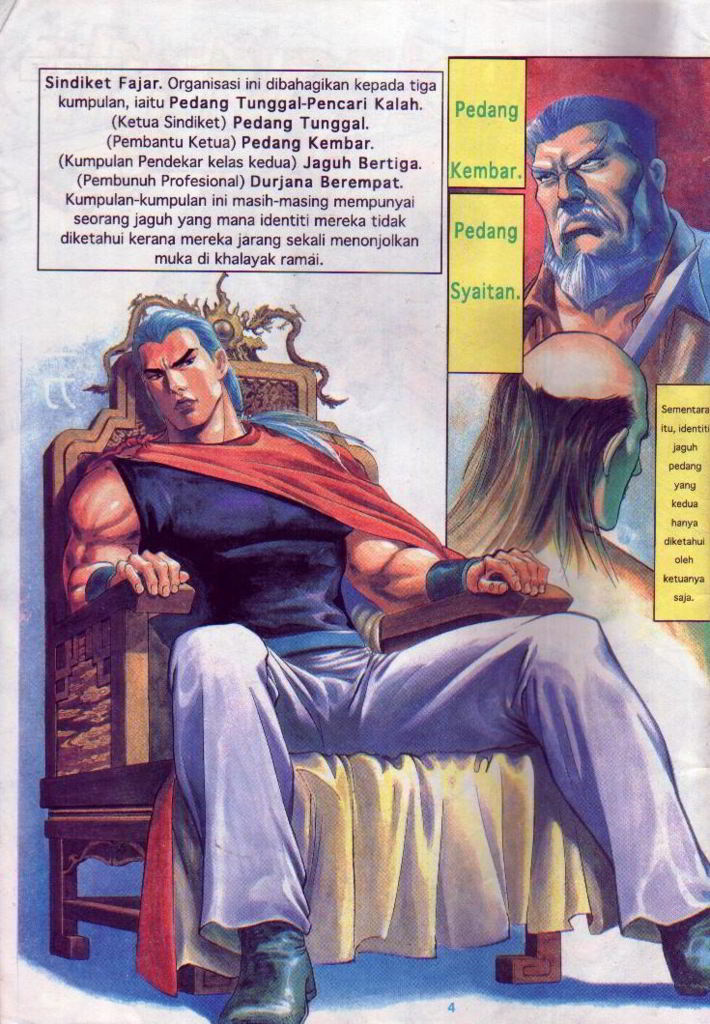 Sindiket Fajar. Organisasi ini dibahagikan kepada tiga
kumpulan, iaitu Pedang Tunggal-Pencari Kalah.
(Ketua Sindiket) Pedang Tunggal.
(Pembantu Ketua) Pedang Kembar.
(Kumpulan Pendekar kelas kedua) Jaguh Bertiga.
(Pembunuh Profesional) Durjana Berempat.
Kumpulan-kumpulan ini masih-masing mempunyai
seorang jaguh yang mana identiti mereka tidak
diketahui kerana mereka jarang sekali menonjolkan
muka di khalayak ramai.
Pedang
Kembar.
Pedang
Syaitan.
Sementara
itu, identiti
jaguh
pedang
yang
kedua
hanya
diketahui
oleh
ketuanya
saja.
4